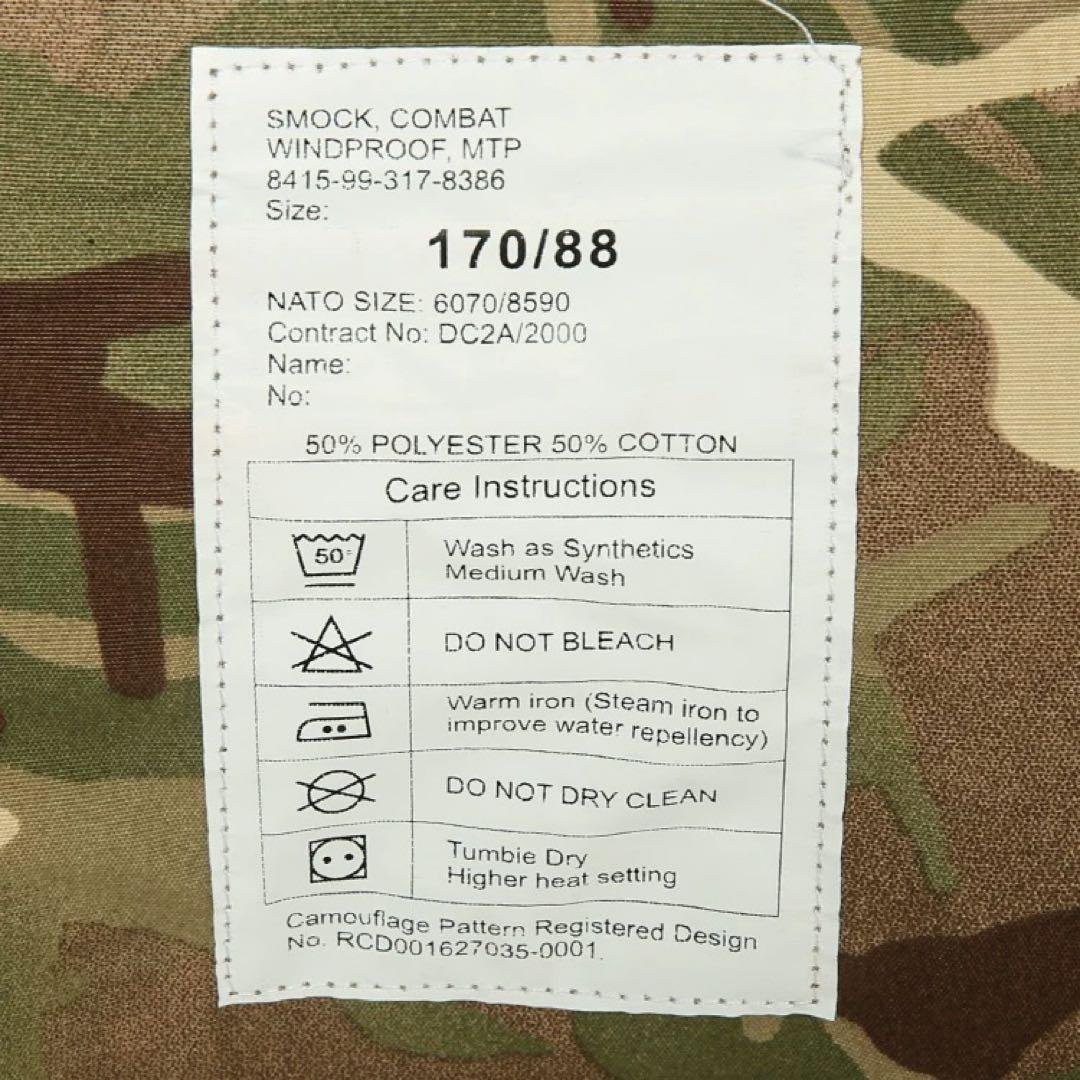 SMOCK, COMBAT
WINDPROOF, MTP
8415-99-317-8386
Size:
170/88
NATO SIZE: 6070/8590
Contract No: DC2A/2000
Name:
No:
50% POLYESTER 50% COTTON
Care Instructions
50°
Wash as Synthetics
Medium Wash
DO NOT BLEACH
Warm iron (Steam iron to
improve water repellency)
DO NOT DRY CLEAN
Tumbie Dry
Higher heat setting
Camouflage Pattern Registered Design
No. RCD001627035-0001.